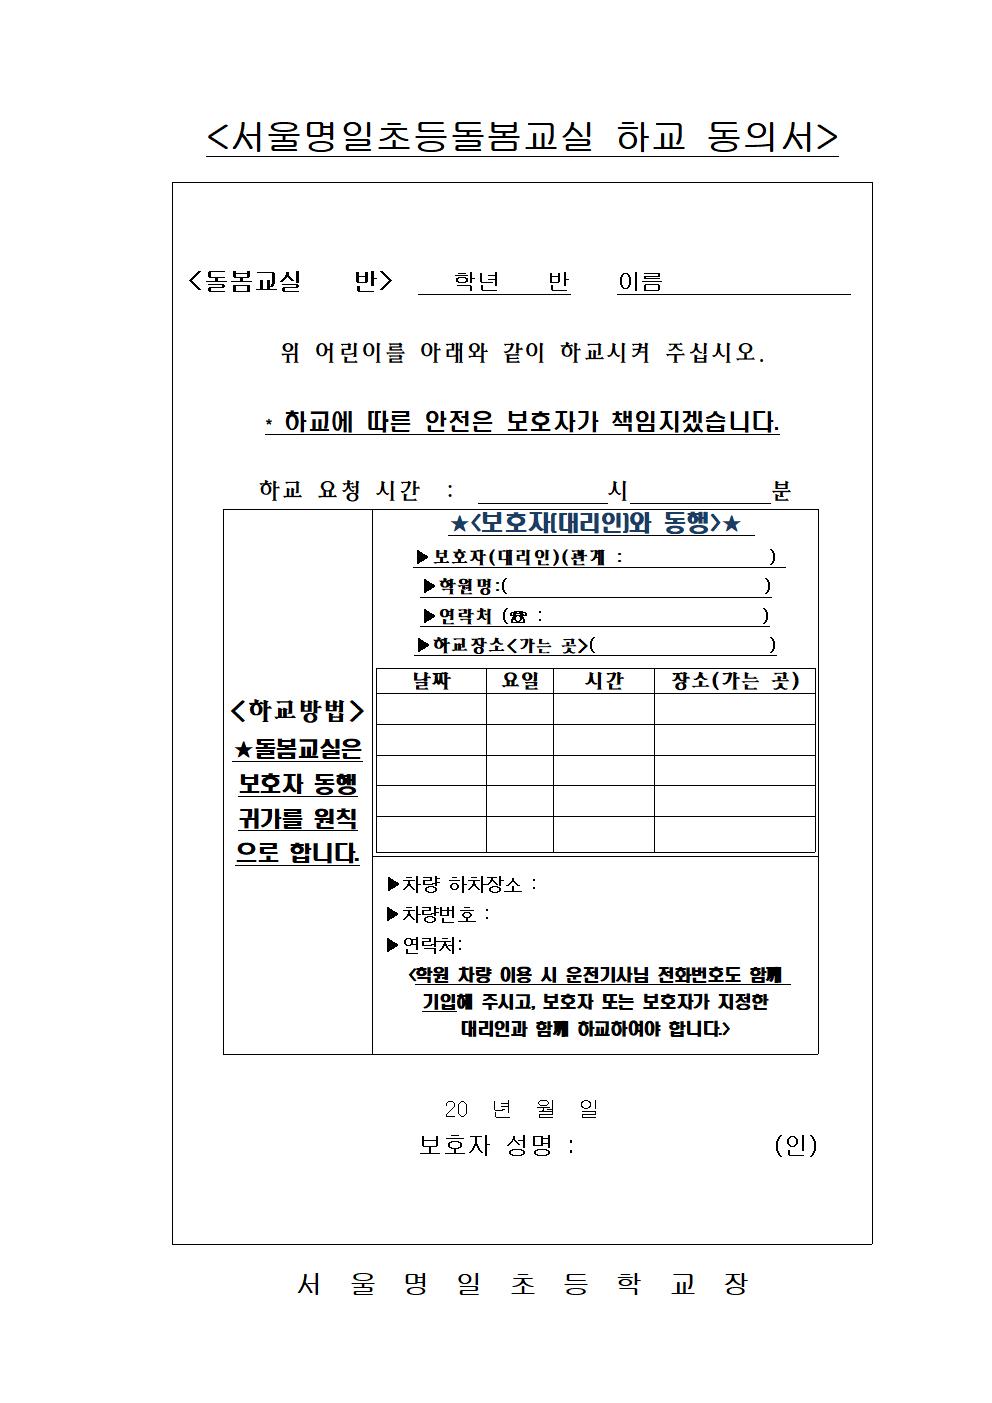 <서울명일초등돌봄교실 하교 동의서>
<돌봄교실 반> 학년 반 이름
위 어린이를 아래와 같이 하교시켜 주십시오.
* 하교에 따른 안전은 보호자가 책임지겠습니다.
하교 요청 시간 : 시 분
★<보호자(대리인)와 동행>★
▶보호자(대리인)(관계 : )
▶학원명:( )
▶연락처 (☎ : )
▶하교장소<가는 곳>( )
날짜 요일 시간 장소(가는 곳)
<하교방법>
★돌봄교실은
보호자 동행
귀가를 원칙
으로 합니다.
▶차량 하차장소 :
▶차량번호 :
▶연락처:
<학원 차량 이용 시 운전기사님 전화번호도 함께
기입해 주시고, 보호자 또는 보호자가 지정한
대리인과 함께 하교하여야 합니다.>
20 년 월 일
보호자 성명 : (인)
서 울 명 일 초 등 학 교 장